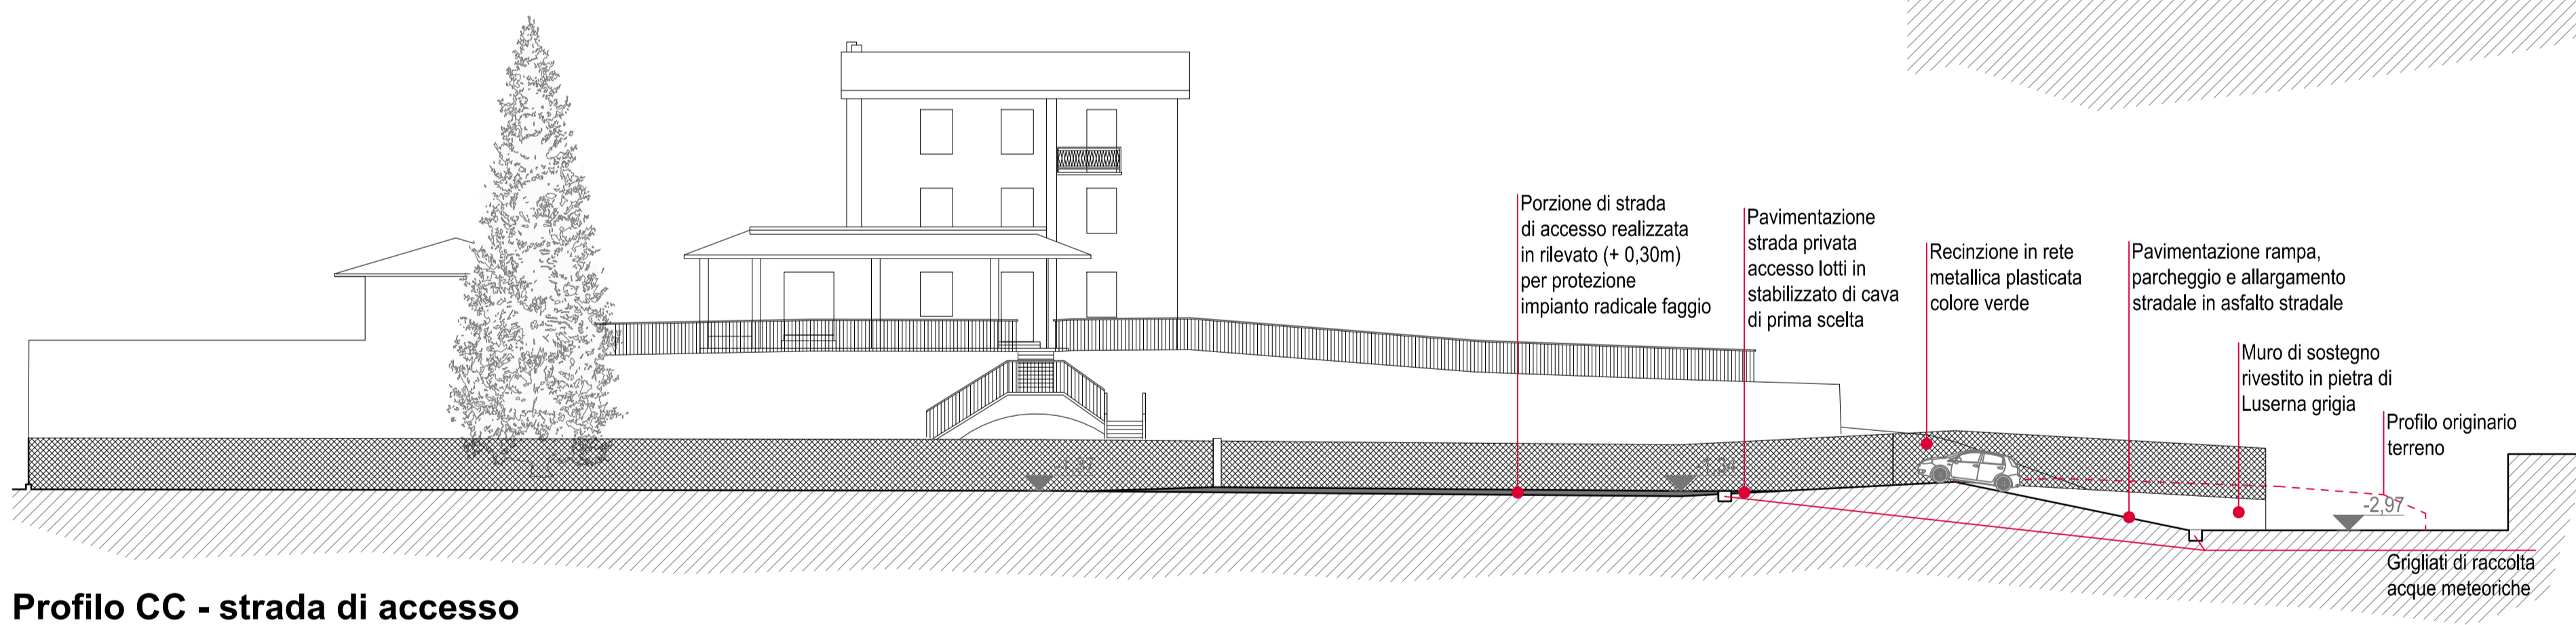 Porzione di strada
di accesso realizzata
in rilevato (+ 0,30m)
per protezione
impianto radicale faggio
Pavimentazione
strada privata
accesso lotti in
stabilizzato di cava
di prima scelta
Recinzione in rete
metallica plasticata
colore verde
Pavimentazione rampa,
parcheggio e allargamento
stradale in asfalto stradale
Muro di sostegno
rivestito in pietra di
Luserna grigia
Profilo originario
terreno
-1,37
-2,97
Grigliati di raccolta
acque meteoriche
Profilo CC - strada di accesso